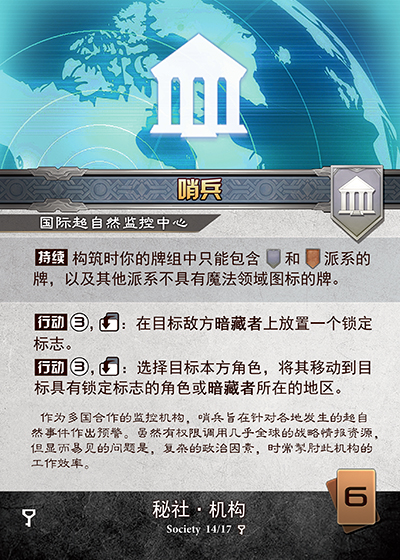 哨兵
国际超自然监控中心
持续 构筑时你的牌组中只能包含 和 派系的
牌，以及其他派系不具有魔法领域图标的牌。
行动 ③, ：在目标敌方暗藏者上放置一个锁定
标志。
行动 ③, ：选择目标本方角色，将其移动到目
标具有锁定标志的角色或暗藏者所在的地区。
作为多国合作的监控机构，哨兵旨在针对各地发生的超自
然事件作出预警。虽然有权限调用几乎全球的战略情报资源，
但显而易见的问题是，复杂的政治因素，时常掣肘此机构的
工作效率。
6
秘社·机构
Society 14/17